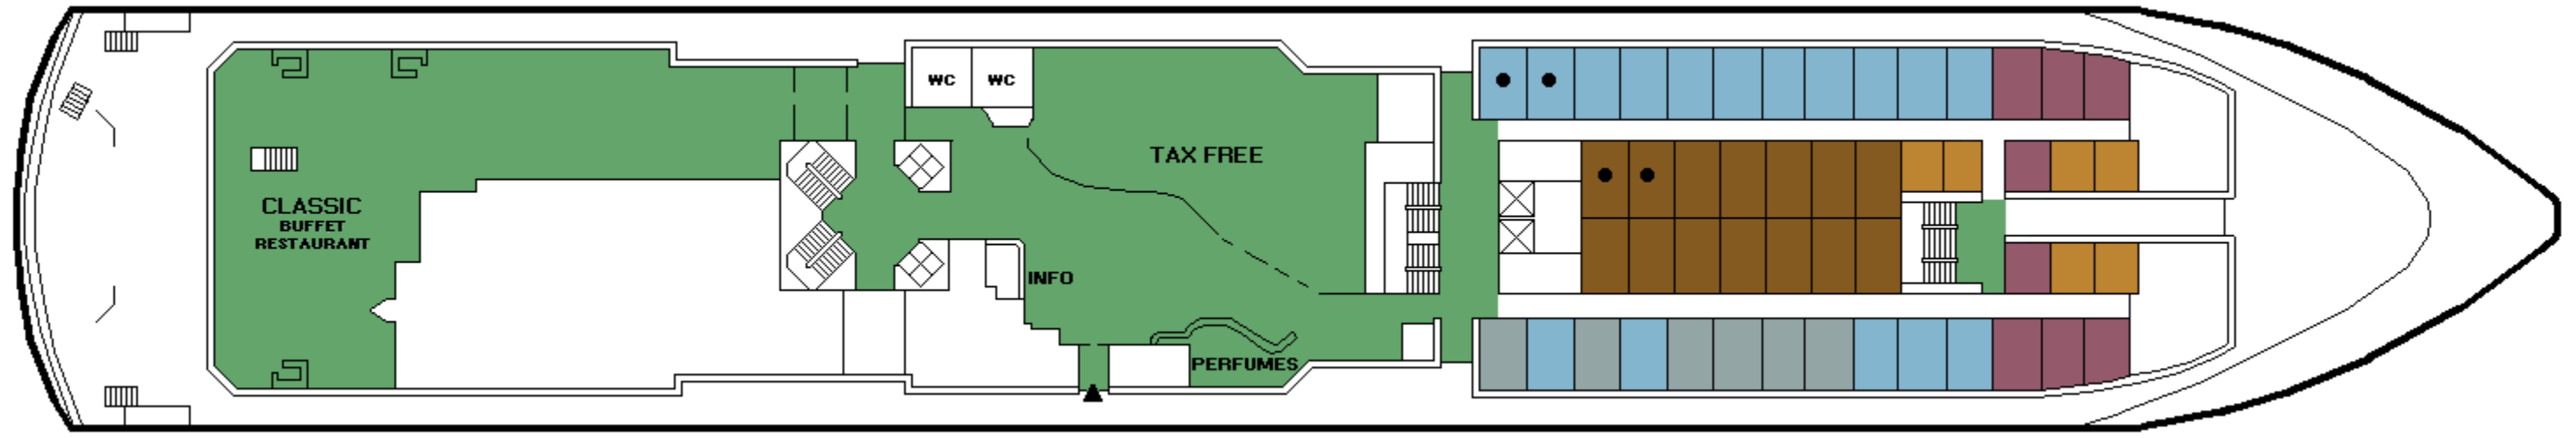 WC
WC
TAX FREE
CLASSIC
BUFFET
RESTAURANT
INFO
PERFUMES